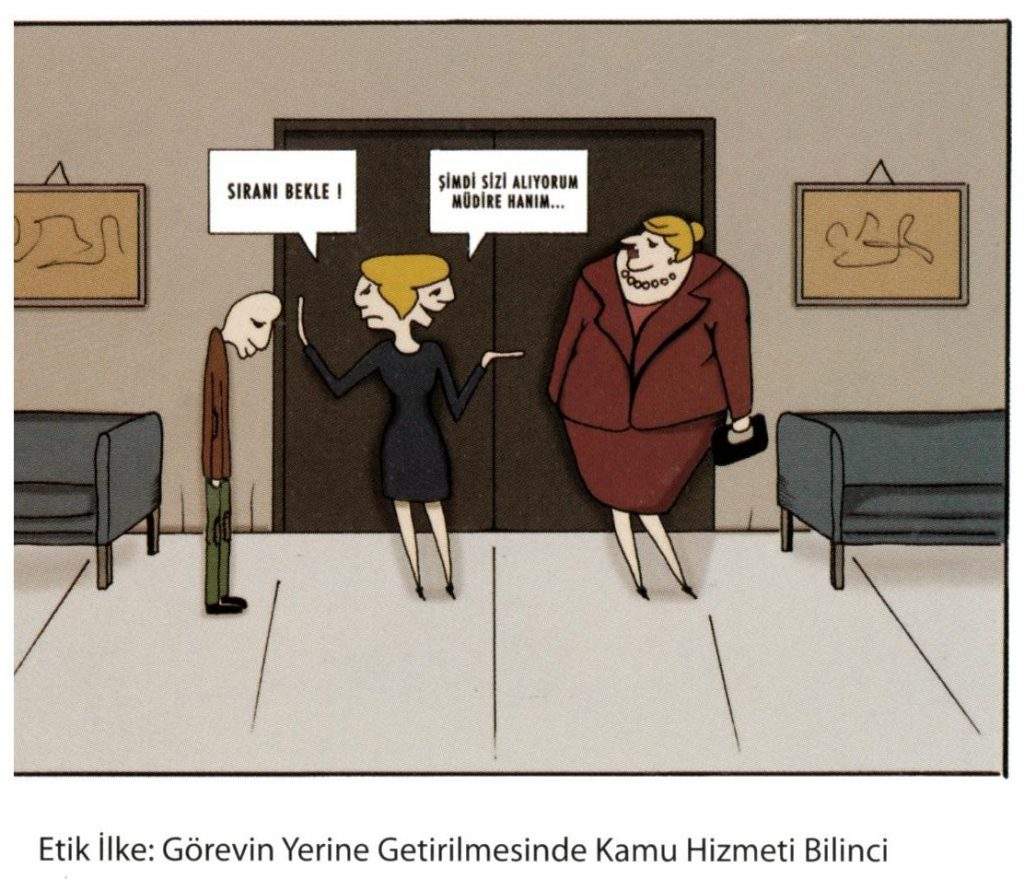 SIRANI BEKLE !
ŞİMDİ SİZİ ALIYORUM
MÜDİRE HANIM...
Etik İlke: Görevin Yerine Getirilmesinde Kamu Hizmeti Bilinci